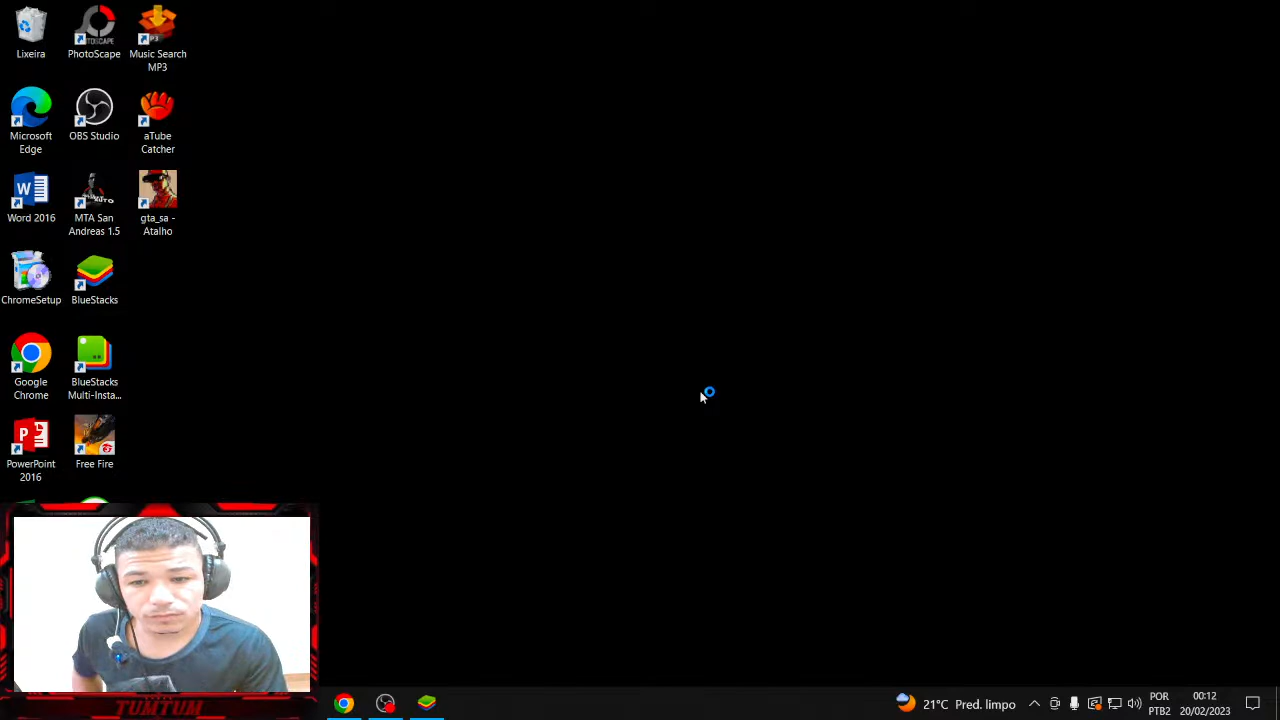 Lixeira
PhotoScape
Music Search
MP3
Microsoft
Edge
OBS Studio
aTube
Catcher
Word 2016
MTA San
Andreas 1.5
gta_sa -
Atalho
ChromeSetup
BlueStacks
Google
Chrome
BlueStacks
Multi-Insta...
PowerPoint
2016
Free Fire
TUMTUM
21°C Pred. limpo
POR
PTB2
00:12
20/02/2023